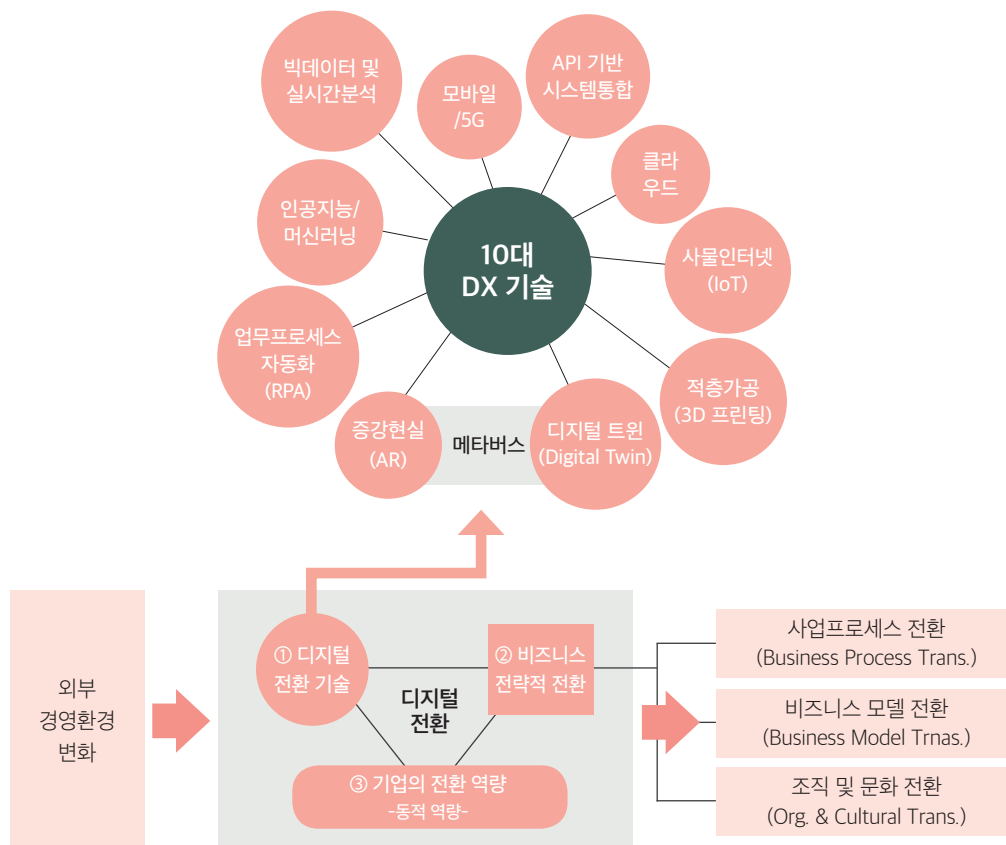 빅데이터 및
실시간분석
모바일
/5G
API 기반
시스템통합
클라
우드
인공지능/
머신러닝
10대
DX 기술
사물인터넷
(IoT)
업무프로세스
자동화
(RPA)
적층가공
(3D 프린팅)
증강현실
(AR)
메타버스
디지털 트윈
(Digital Twin)
외부
경영환경
변화
① 디지털
전환 기술
② 비즈니스
전략적 전환
디지털
전환
③ 기업의 전환 역량
-동적 역량-
사업프로세스 전환
(Business Process Trans.)
비즈니스 모델 전환
(Business Model Trnas.)
조직 및 문화 전환
(Org. & Cultural Trans.)